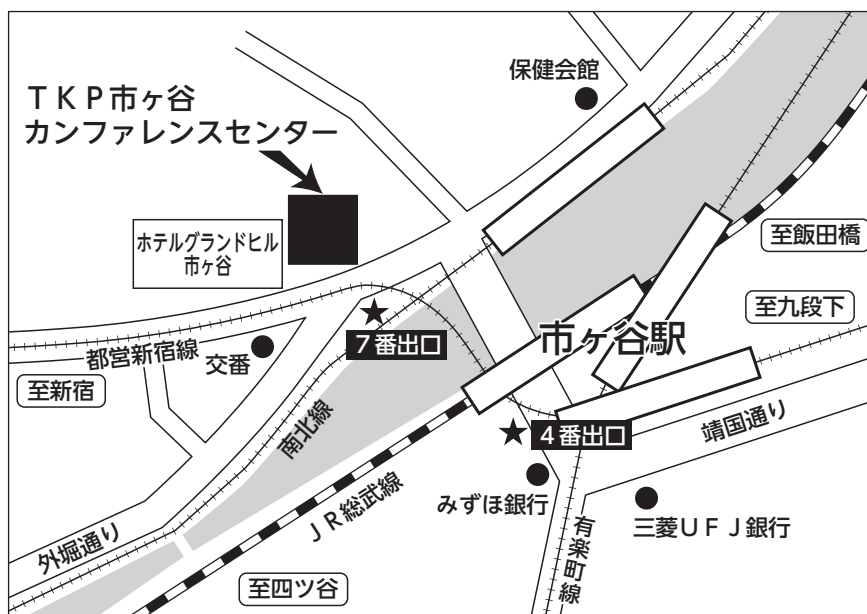 保健会館
TKP市ヶ谷
カンファレンスセンター
ホテルグランドヒル
市ヶ谷
至飯田橋
至九段下
市ヶ谷駅
7番出口
都営新宿線
交番
至新宿
4番出口
靖国通り
南北線
みずほ銀行
三菱UFJ銀行
JR総武線
外堀通り
有楽町線
至四ツ谷